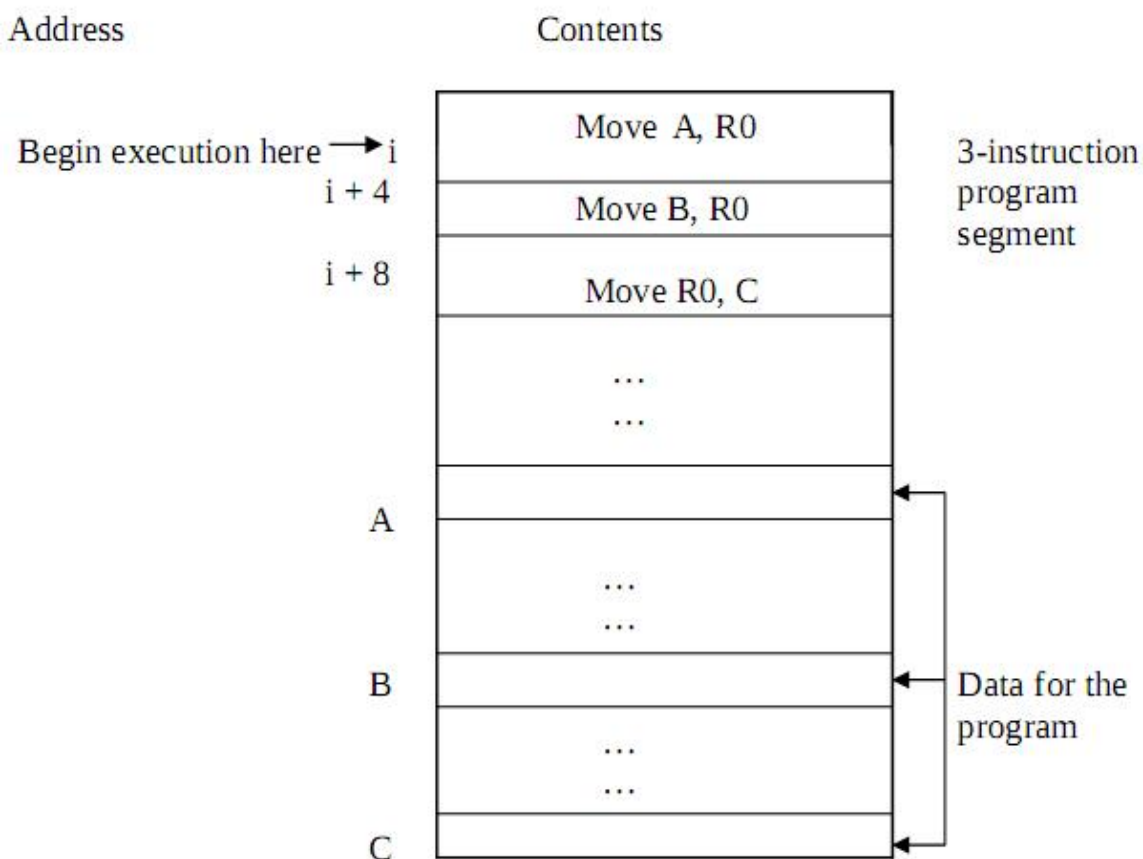 Address Contents
Move A, R0
Begin execution here i
3-instruction
program
segment
i + 4
Move B, R0
i + 8
Move R0, C
...
...
A
...
...
B
Data for the
program
...
...
C